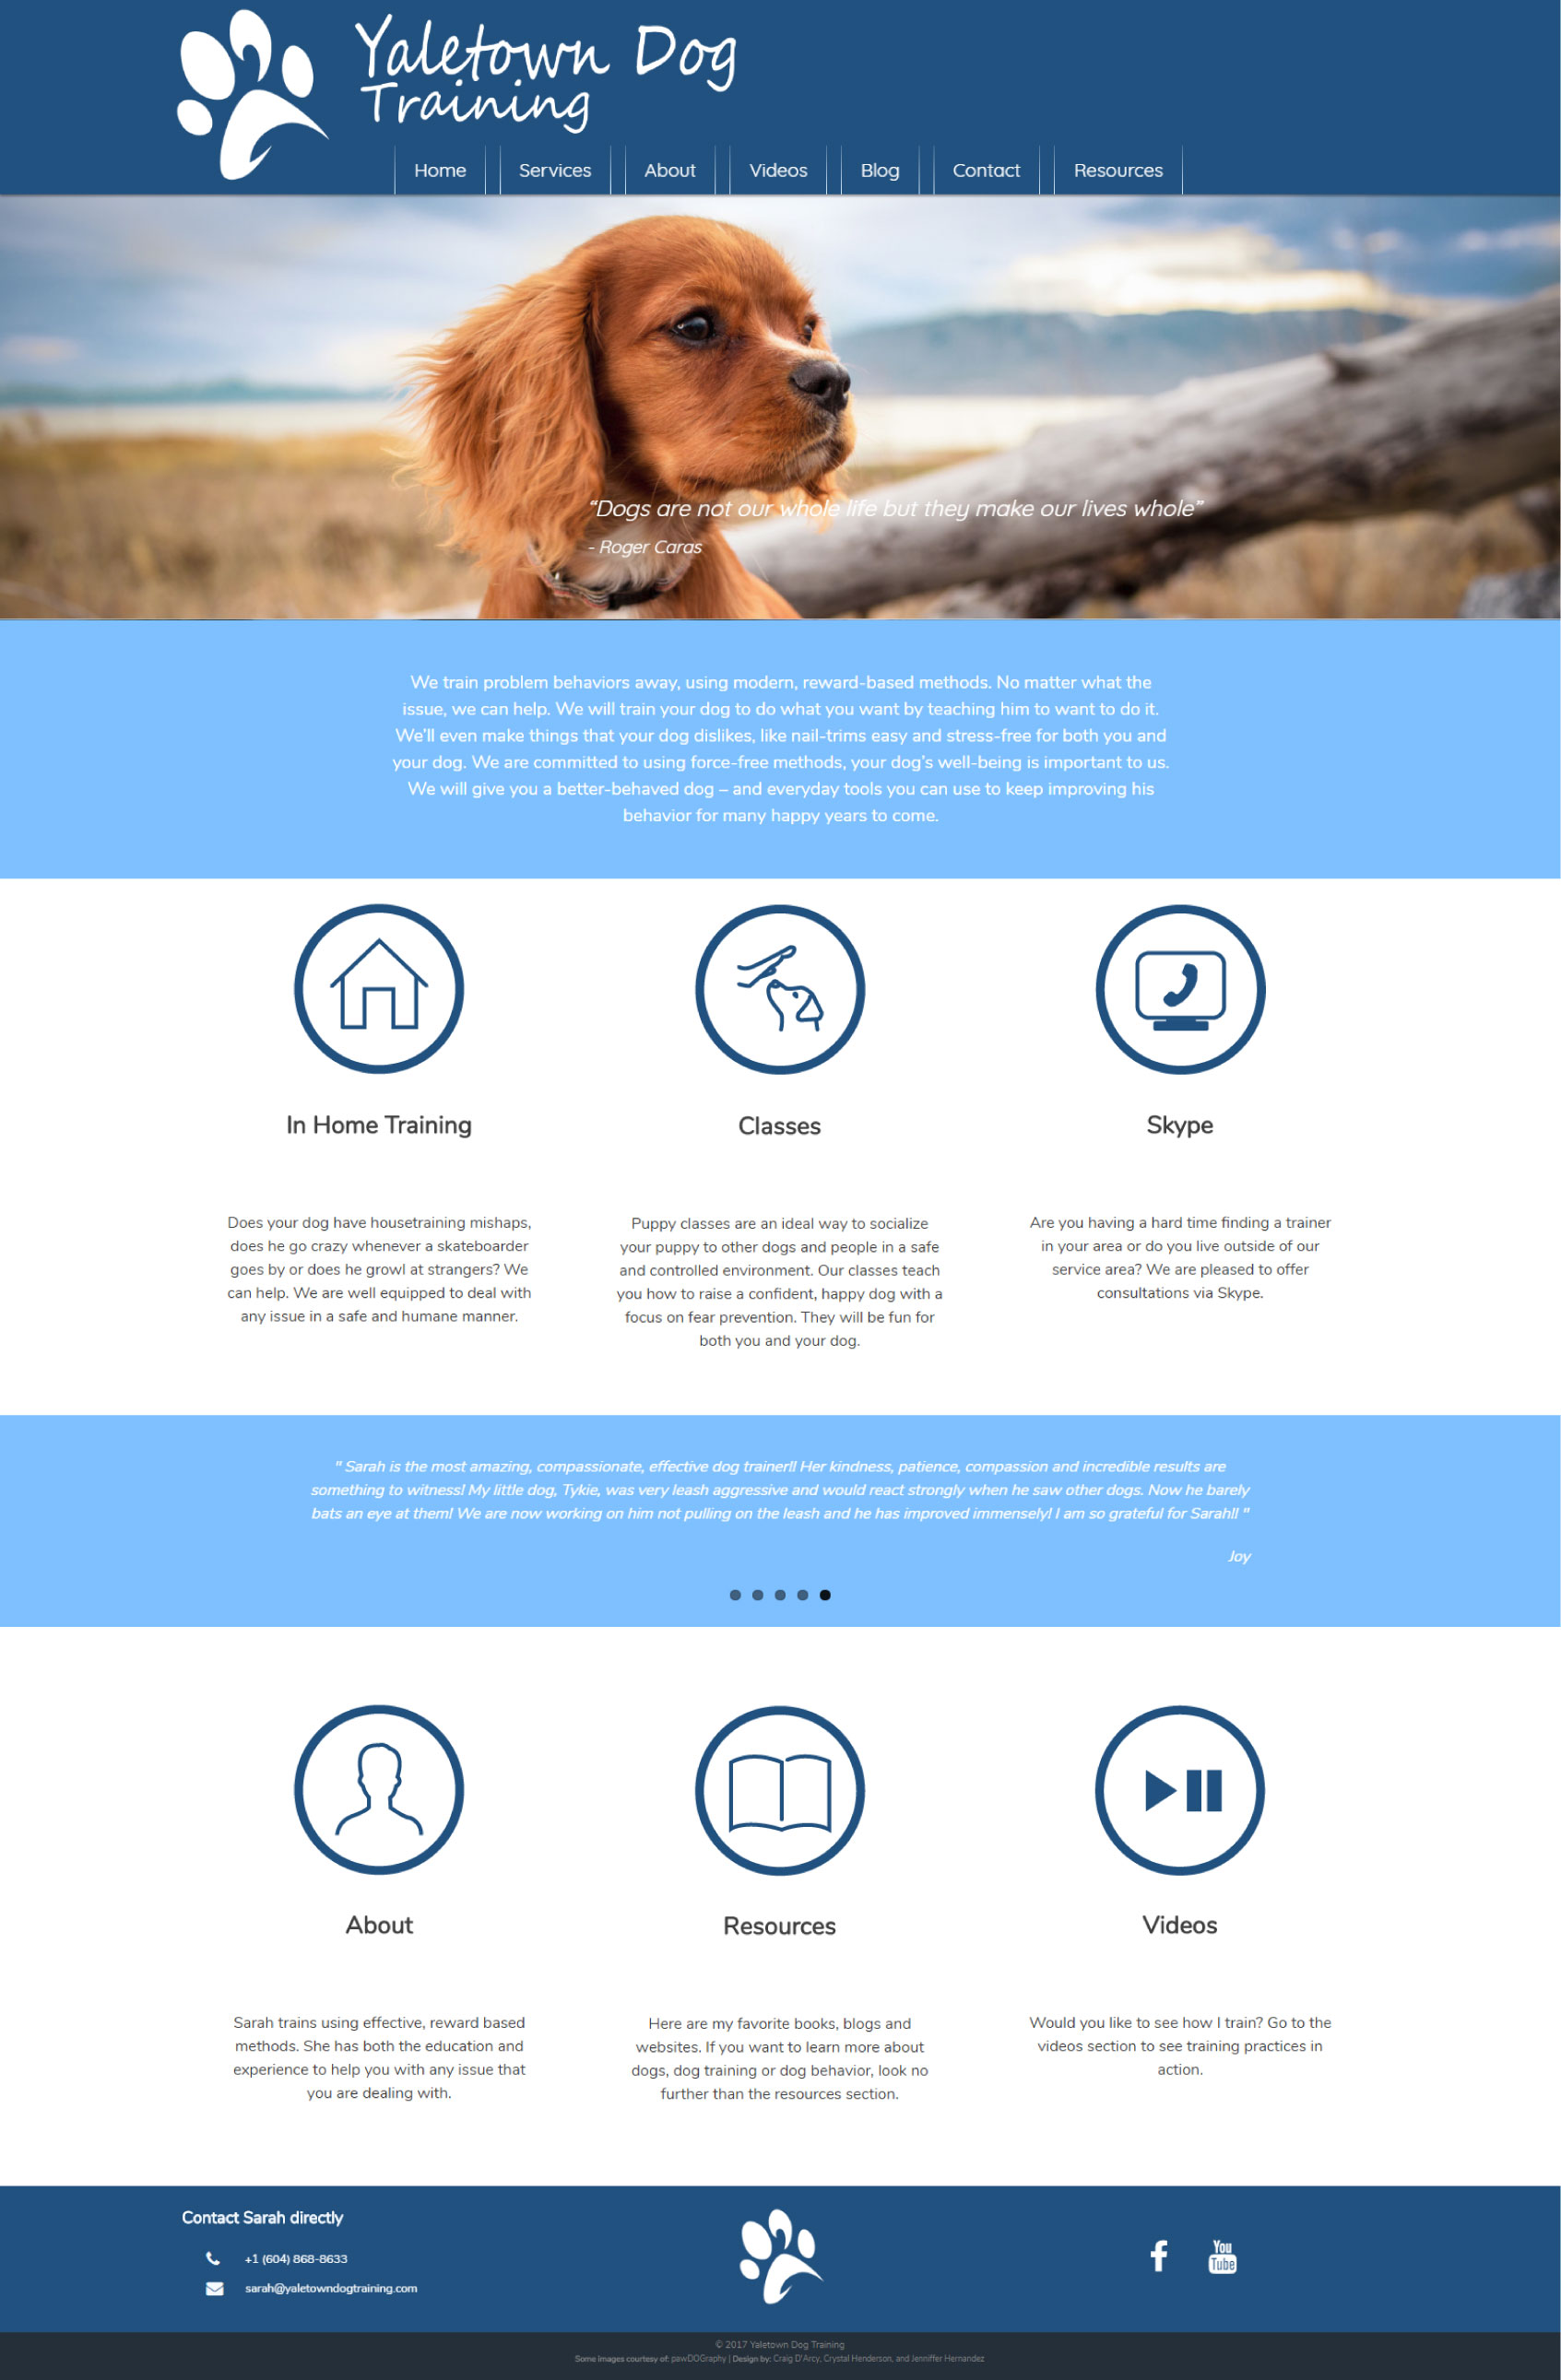 Yaletown Dog
Training
Home Services About Videos Blog Contact Resources
“Dogs are not our whole life but they make our lives whole”
- Roger Caras
We train problem behaviors away, using modern, reward-based methods. No matter what the
issue, we can help. We will train your dog to do what you want by teaching him to want to do it.
We’ll even make things that your dog dislikes, like nail-trims easy and stress-free for both you and
your dog. We are committed to using force-free methods, your dog’s well-being is important to us.
We will give you a better-behaved dog – and everyday tools you can use to keep improving his
behavior for many happy years to come.
In Home Training
Does your dog have housetraining mishaps,
does he go crazy whenever a skateboarder
goes by or does he growl at strangers? We
can help. We are well equipped to deal with
any issue in a safe and humane manner.
Classes
Puppy classes are an ideal way to socialize
your puppy to other dogs and people in a safe
and controlled environment. Our classes teach
you how to raise a confident, happy dog with a
focus on fear prevention. They will be fun for
both you and your dog.
Skype
Are you having a hard time finding a trainer
in your area or do you live outside of our
service area? We are pleased to offer
consultations via Skype.
" Sarah is the most amazing, compassionate, effective dog trainer!! Her kindness, patience, compassion and incredible results are
something to witness! My little dog, Tykie, was very leash aggressive and would react strongly when he saw other dogs. Now he barely
bats an eye at them! We are now working on him not pulling on the leash and he has improved immensely! I am so grateful for Sarah!! "
Joy
About
Sarah trains using effective, reward based
methods. She has both the education and
experience to help you with any issue that
you are dealing with.
Resources
Here are my favorite books, blogs and
websites. If you want to learn more about
dogs, dog training or dog behavior, look no
further than the resources section.
Videos
Would you like to see how I train? Go to the
videos section to see training practices in
action.
Contact Sarah directly
+1 (604) 868-8633
sarah@yaletowndogtraining.com
You
Tube
© 2017 Yaletown Dog Training
Some images courtesy of: pawDOGraphy | Design by: Craig D'Arcy, Crystal Henderson, and Jenniffer Hernandez